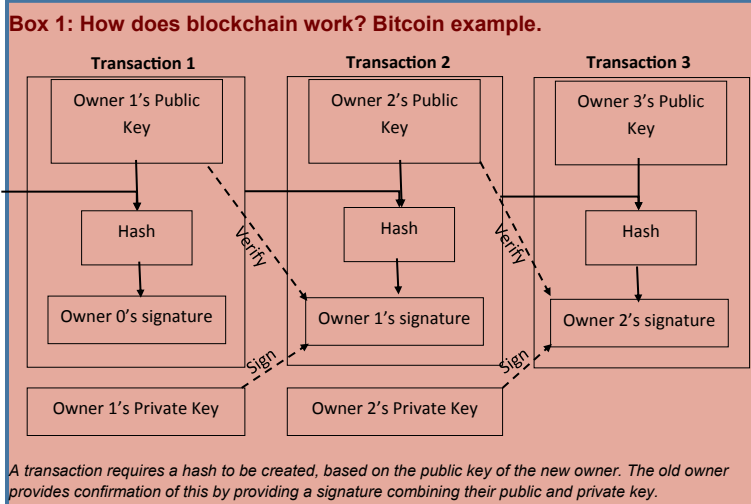 Box 1: How does blockchain work? Bitcoin example.
Transaction 1
Transaction 2
Transaction 3
Owner 1's Public
Key
Owner 2's Public
Key
Owner 3's Public
Key
Hash
Hash
Hash
Verify
Verify
Owner 0's signature
Owner 1's signature
Owner 2's signature
Sign
Sign
Owner 1's Private Key
Owner 2's Private Key
A transaction requires a hash to be created, based on the public key of the new owner. The old owner
provides confirmation of this by providing a signature combining their public and private key.